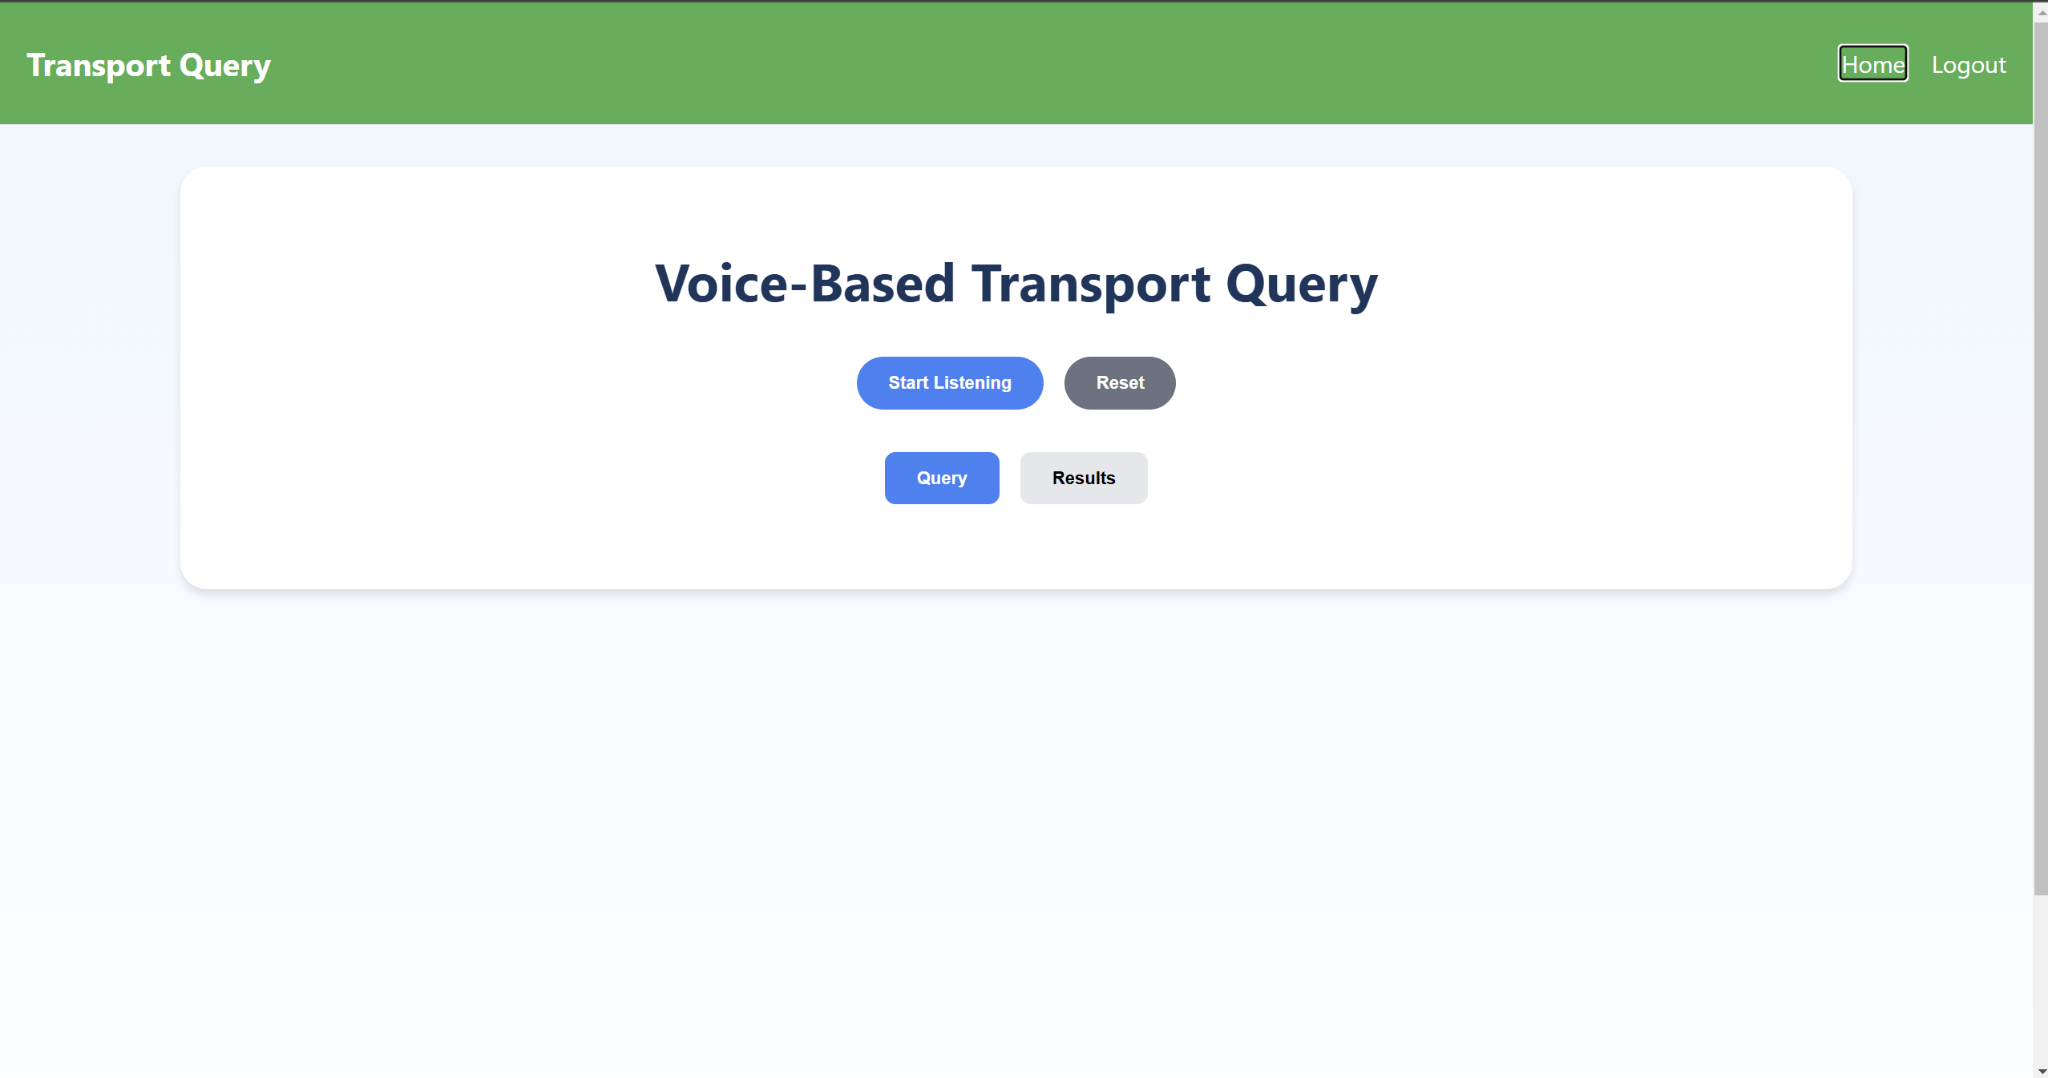 Transport Query
Home Logout
Voice-Based Transport Query
Start Listening Reset
Query Results